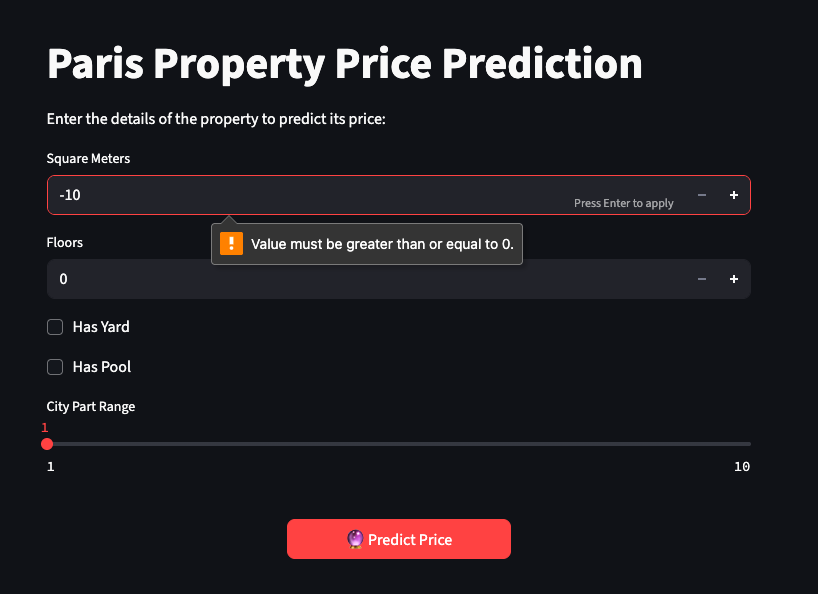 Paris Property Price Prediction
Enter the details of the property to predict its price:
Square Meters
-10
Press Enter to apply
− +
! Value must be greater than or equal to 0.
Floors
0
− +
Has Yard
Has Pool
City Part Range
1
1 10
🔮 Predict Price